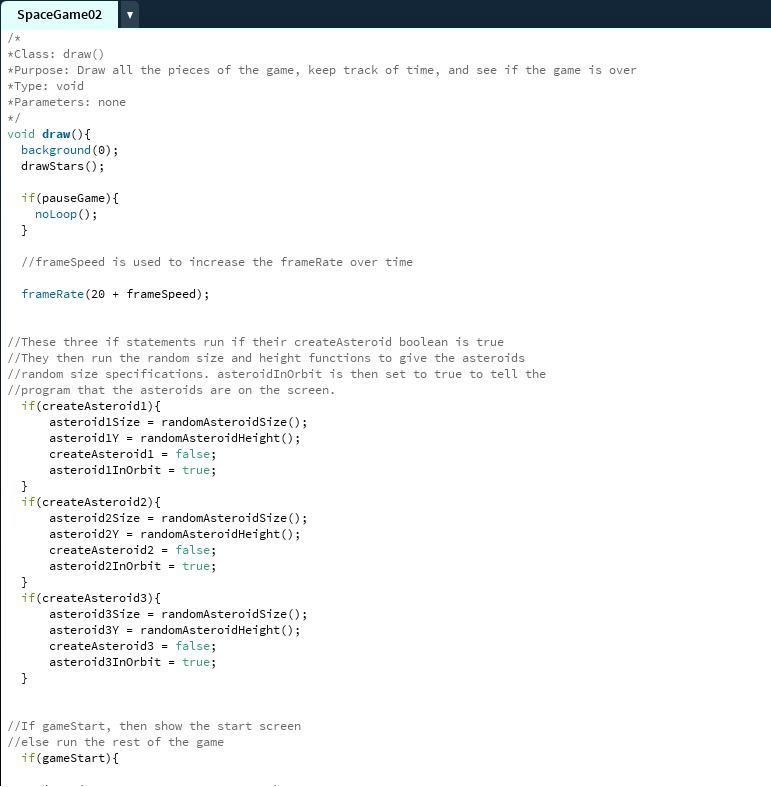 SpaceGame02 ▼
/*
*Class: draw()
*Purpose: Draw all the pieces of the game, keep track of time, and see if the game is over
*Type: void
*Parameters: none
*/
void draw(){
  background(0);
  drawStars();

  if(pauseGame){
    noLoop();
  }

  //frameSpeed is used to increase the frameRate over time

  frameRate(20 + frameSpeed);


//These three if statements run if their createAsteroid boolean is true
//They then run the random size and height functions to give the asteroids
//random size specifications. asteroidInOrbit is then set to true to tell the
//program that the asteroids are on the screen.
  if(createAsteroid1){
      asteroid1Size = randomAsteroidSize();
      asteroid1Y = randomAsteroidHeight();
      createAsteroid1 = false;
      asteroid1InOrbit = true;
  }
  if(createAsteroid2){
      asteroid2Size = randomAsteroidSize();
      asteroid2Y = randomAsteroidHeight();
      createAsteroid2 = false;
      asteroid2InOrbit = true;
  }
  if(createAsteroid3){
      asteroid3Size = randomAsteroidSize();
      asteroid3Y = randomAsteroidHeight();
      createAsteroid3 = false;
      asteroid3InOrbit = true;
  }


//If gameStart, then show the start screen
//else run the rest of the game
  if(gameStart){